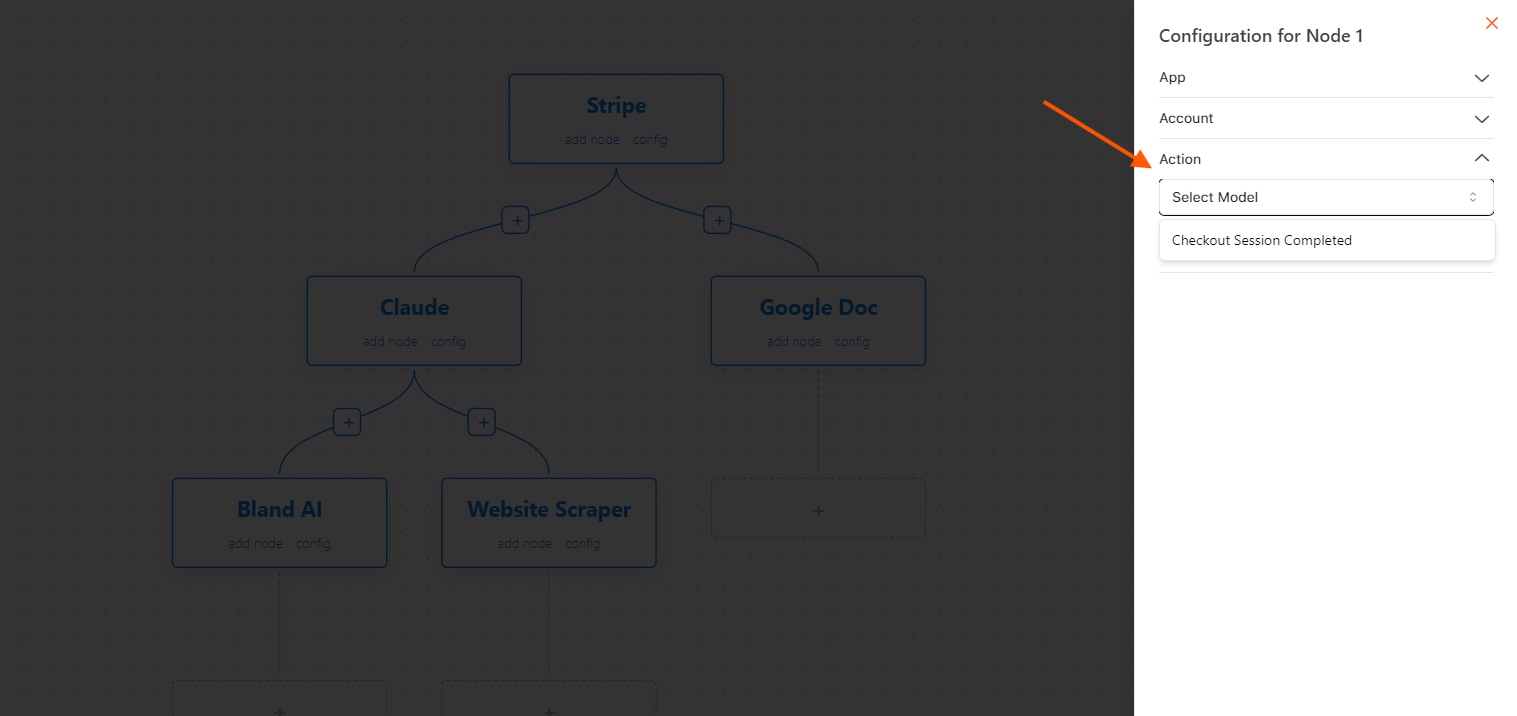 Configuration for Node 1
App
Account
Action
Select Model
Checkout Session Completed
Stripe
add node config
+ +
Claude
add node config
Google Doc
add node config
+ +
Bland AI
add node config
Website Scraper
add node config
+
+ +